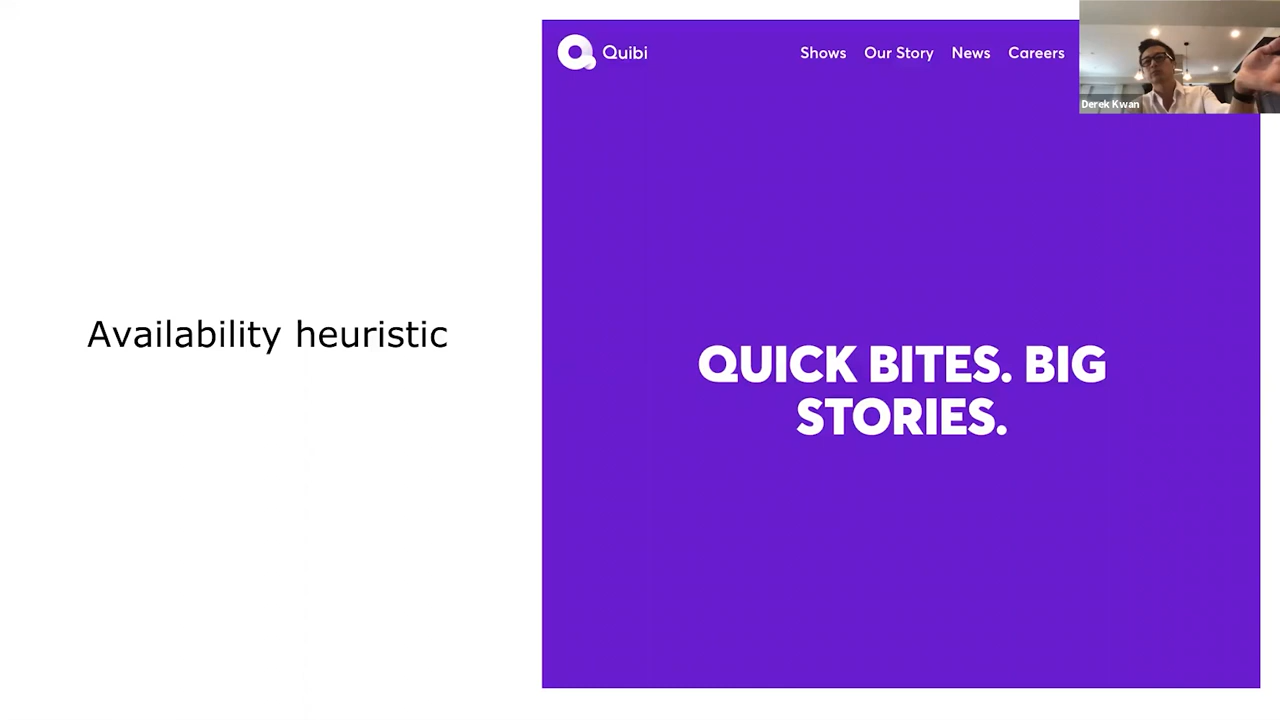 Quibi
Shows Our Story News Careers
Derek Kwan
Availability heuristic
QUICK BITES. BIG
STORIES.